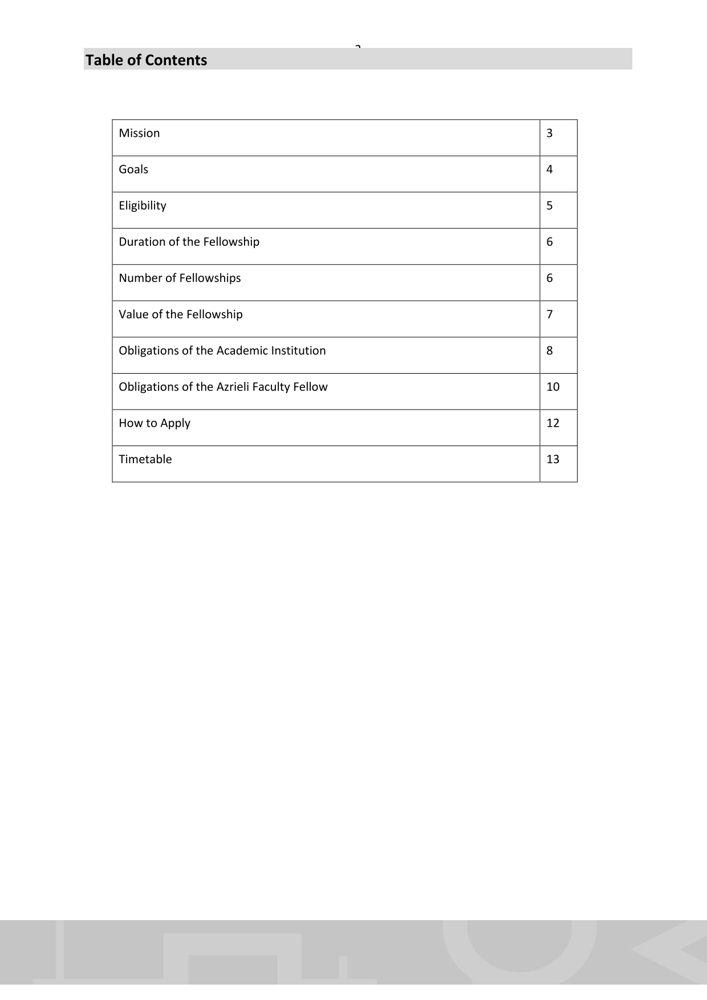 Table of Contents
Mission 3
Goals 4
Eligibility 5
Duration of the Fellowship 6
Number of Fellowships 6
Value of the Fellowship 7
Obligations of the Academic Institution 8
Obligations of the Azrieli Faculty Fellow 10
How to Apply 12
Timetable 13